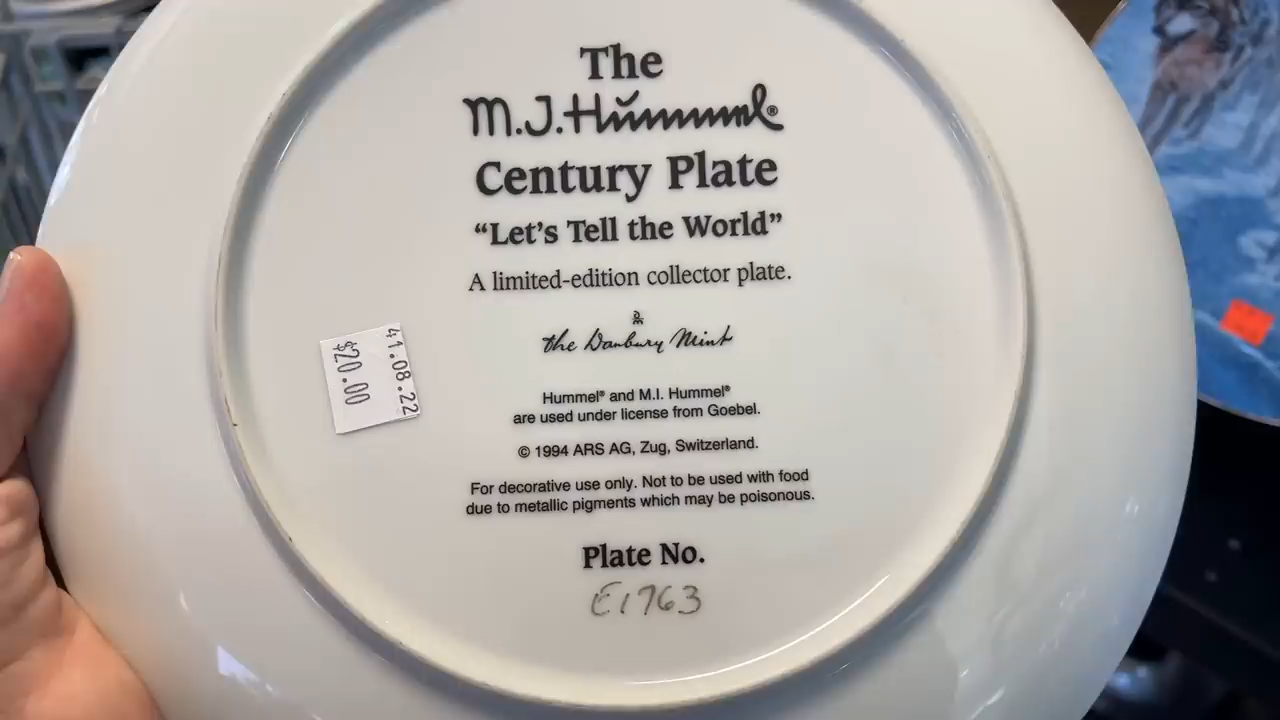 The
M.J.Hummel®
Century Plate
“Let’s Tell the World”
A limited-edition collector plate.
the Danbury Mint
Hummel® and M.I. Hummel®
are used under license from Goebel.
© 1994 ARS AG, Zug, Switzerland.
For decorative use only. Not to be used with food
due to metallic pigments which may be poisonous.
Plate No.
E1763
41.08.22
$20.00